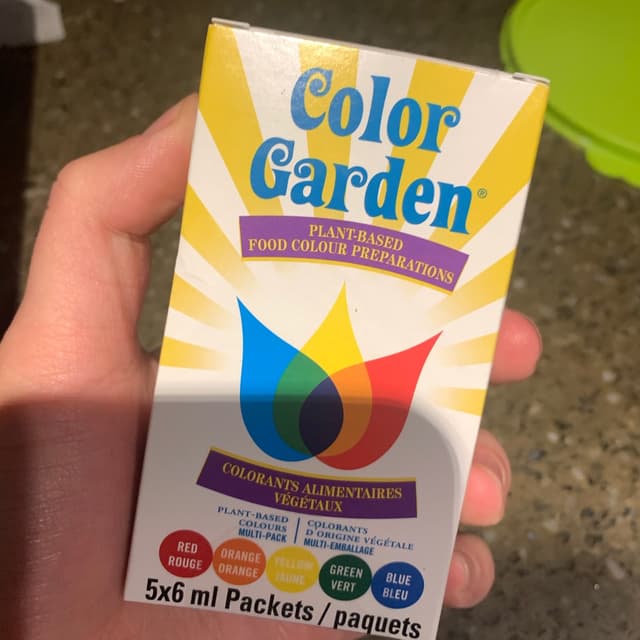 Color
Garden®
PLANT-BASED
FOOD COLOUR PREPARATIONS
COLORANTS ALIMENTAIRES
VÉGÉTAUX
PLANT-BASED
COLOURS
MULTI-PACK
COLORANTS
D'ORIGINE VÉGÉTALE
MULTI-EMBALLAGE
RED
ROUGE
ORANGE
ORANGE
YELLOW
JAUNE
GREEN
VERT
BLUE
BLEU
5x6 ml Packets / paquets